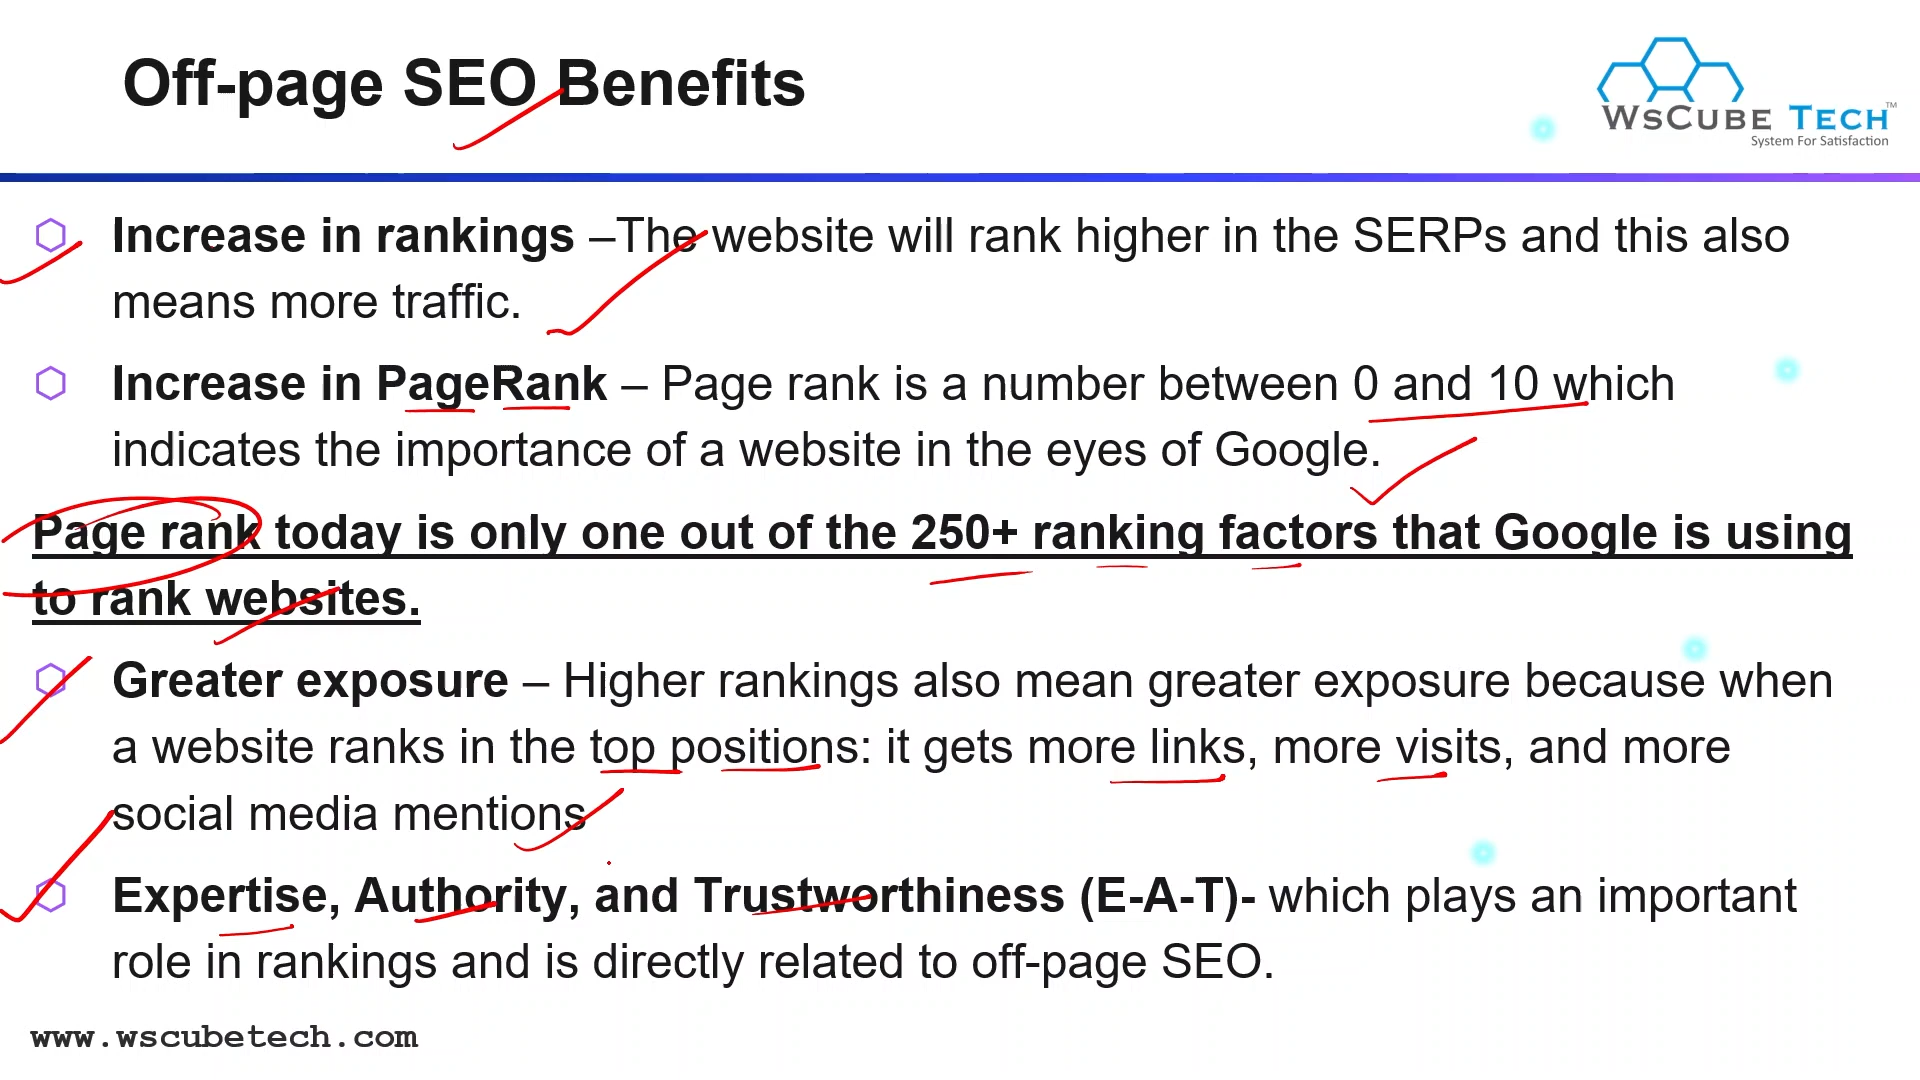 Off-page SEO Benefits
WsCube Tech™
System For Satisfaction
Increase in rankings –The website will rank higher in the SERPs and this also
means more traffic.
Increase in PageRank – Page rank is a number between 0 and 10 which
indicates the importance of a website in the eyes of Google.
Page rank today is only one out of the 250+ ranking factors that Google is using
to rank websites.
Greater exposure – Higher rankings also mean greater exposure because when
a website ranks in the top positions: it gets more links, more visits, and more
social media mentions
Expertise, Authority, and Trustworthiness (E-A-T)- which plays an important
role in rankings and is directly related to off-page SEO.
www.wscubetech.com